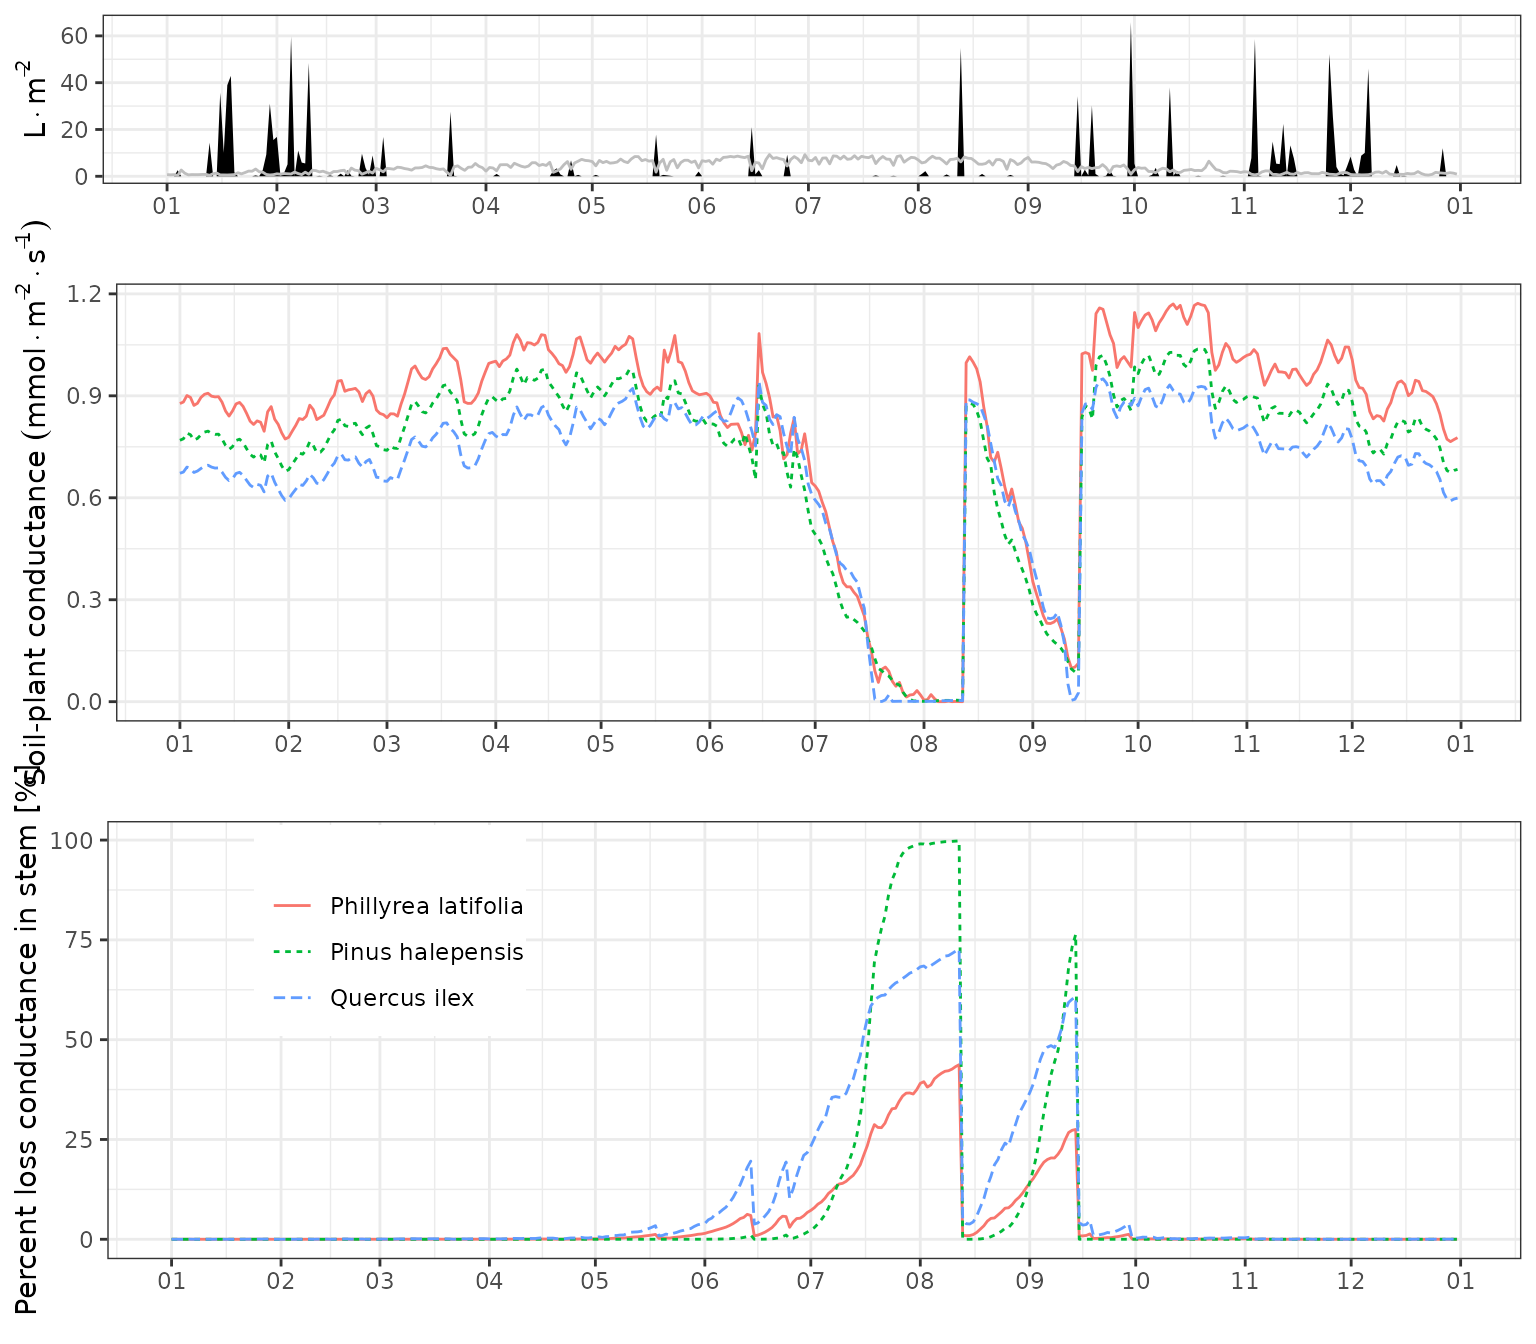 L·m⁻²
60
40
20
0
01 02 03 04 05 06 07 08 09 10 11 12 01
Soil-plant conductance (mmol·m⁻²·s⁻¹)
1.2
0.9
0.6
0.3
0.0
01 02 03 04 05 06 07 08 09 10 11 12 01
Percent loss conductance in stem [%]
100
75
50
25
0
Phillyrea latifolia
Pinus halepensis
Quercus ilex
01 02 03 04 05 06 07 08 09 10 11 12 01